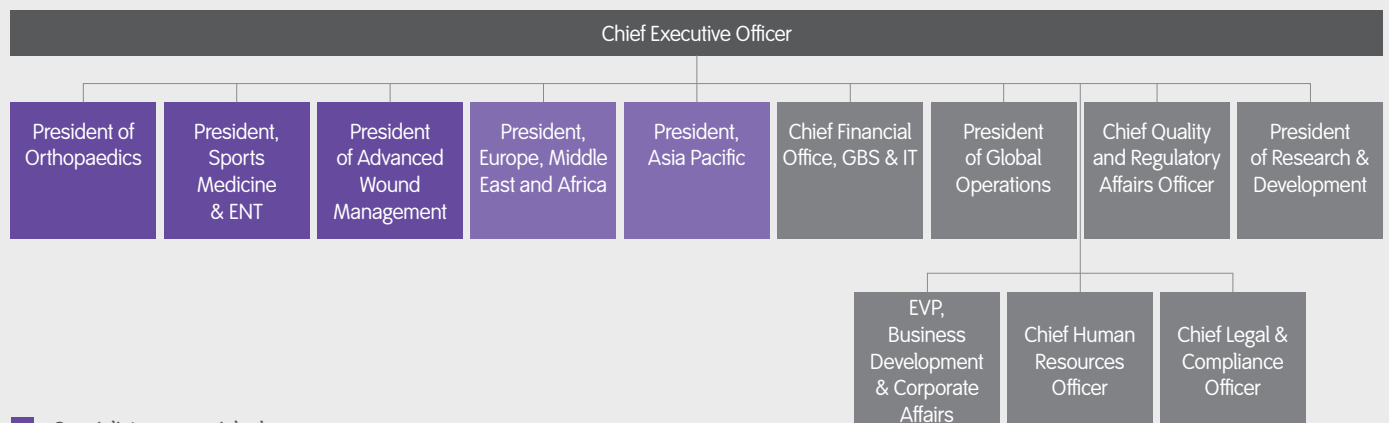 Chief Executive Officer
President of
Orthopaedics
President,
Sports
Medicine
& ENT
President
of Advanced
Wound
Management
President,
Europe, Middle
East and Africa
President,
Asia Pacific
Chief Financial
Office, GBS & IT
President
of Global
Operations
Chief Quality
and Regulatory
Affairs Officer
President
of Research &
Development
EVP,
Business
Development
& Corporate
Affairs
Chief Human
Resources
Officer
Chief Legal &
Compliance
Officer